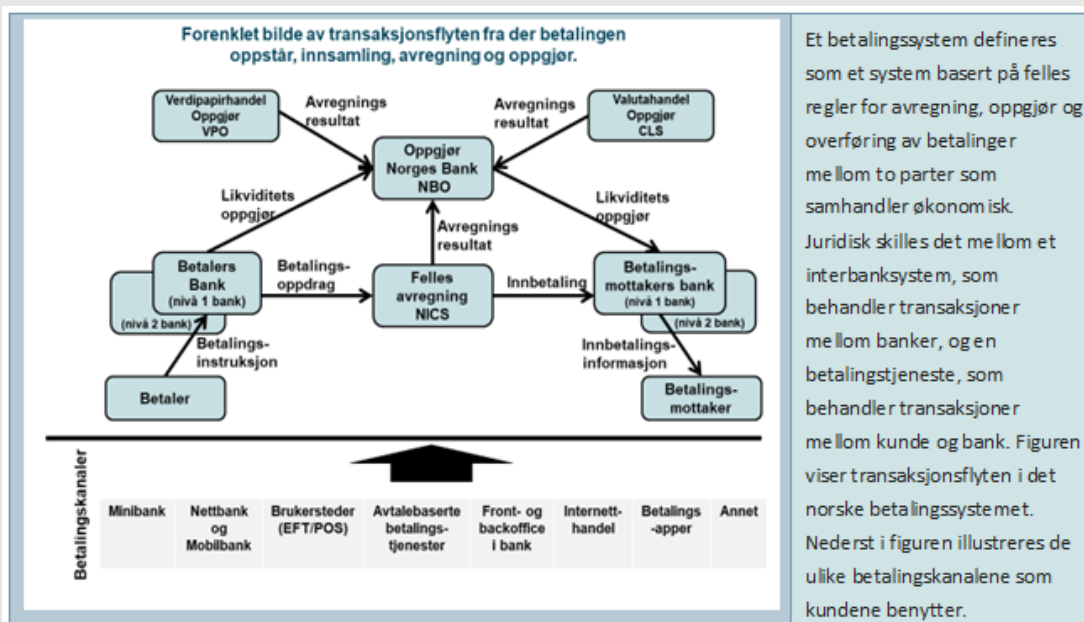 Forenklet bilde av transaksjonsflyten fra der betalingen
oppstår, innsamling, avregning og oppgjør.
Verdipapirhandel
Oppgjør
VPO
Avregnings
resultat
Avregnings
resultat
Valutahandel
Oppgjør
CLS
Oppgjør
Norges Bank
NBO
Likviditets
oppgjør
Likviditets
oppgjør
Avregnings
resultat
Betalers
Bank
(nivå 1 bank)
(nivå 2 bank)
Betalings-
oppdrag
Felles
avregning
NICS
Innbetaling
Betalings-
mottakers bank
(nivå 1 bank)
(nivå 2 bank)
Betalings-
instruksjon
Innbetalings-
informasjon
Betaler
Betalings-
mottaker
Betalingskanaler
Minibank
Nettbank
og
Mobilbank
Brukersteder
(EFT/POS)
Avtalebaserte
betalings-
tjenester
Front- og
backoffice
i bank
Internett-
handel
Betalings
-apper
Annet
Et betalingssystem defineres
som et system basert på felles
regler for avregning, oppgjør og
overføring av betalinger
mellom to parter som
samhandler økonomisk.
Juridisk skilles det mellom et
interbanksystem, som
behandler transaksjoner
mellom banker, og en
betalingstjeneste, som
behandler transaksjoner
mellom kunde og bank. Figuren
viser transaksjonsflyten i det
norske betalingssystemet.
Nederst i figuren illustreres de
ulike betalingskanalene som
kundene benytter.